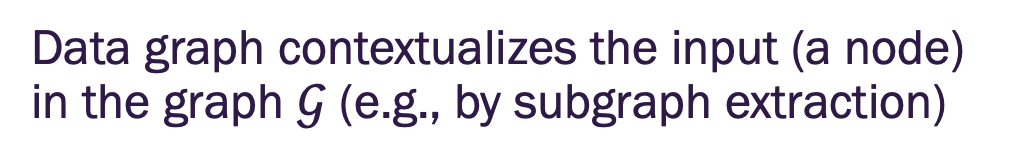 Data graph contextualizes the input (a node)
in the graph 𝒢 (e.g., by subgraph extraction)